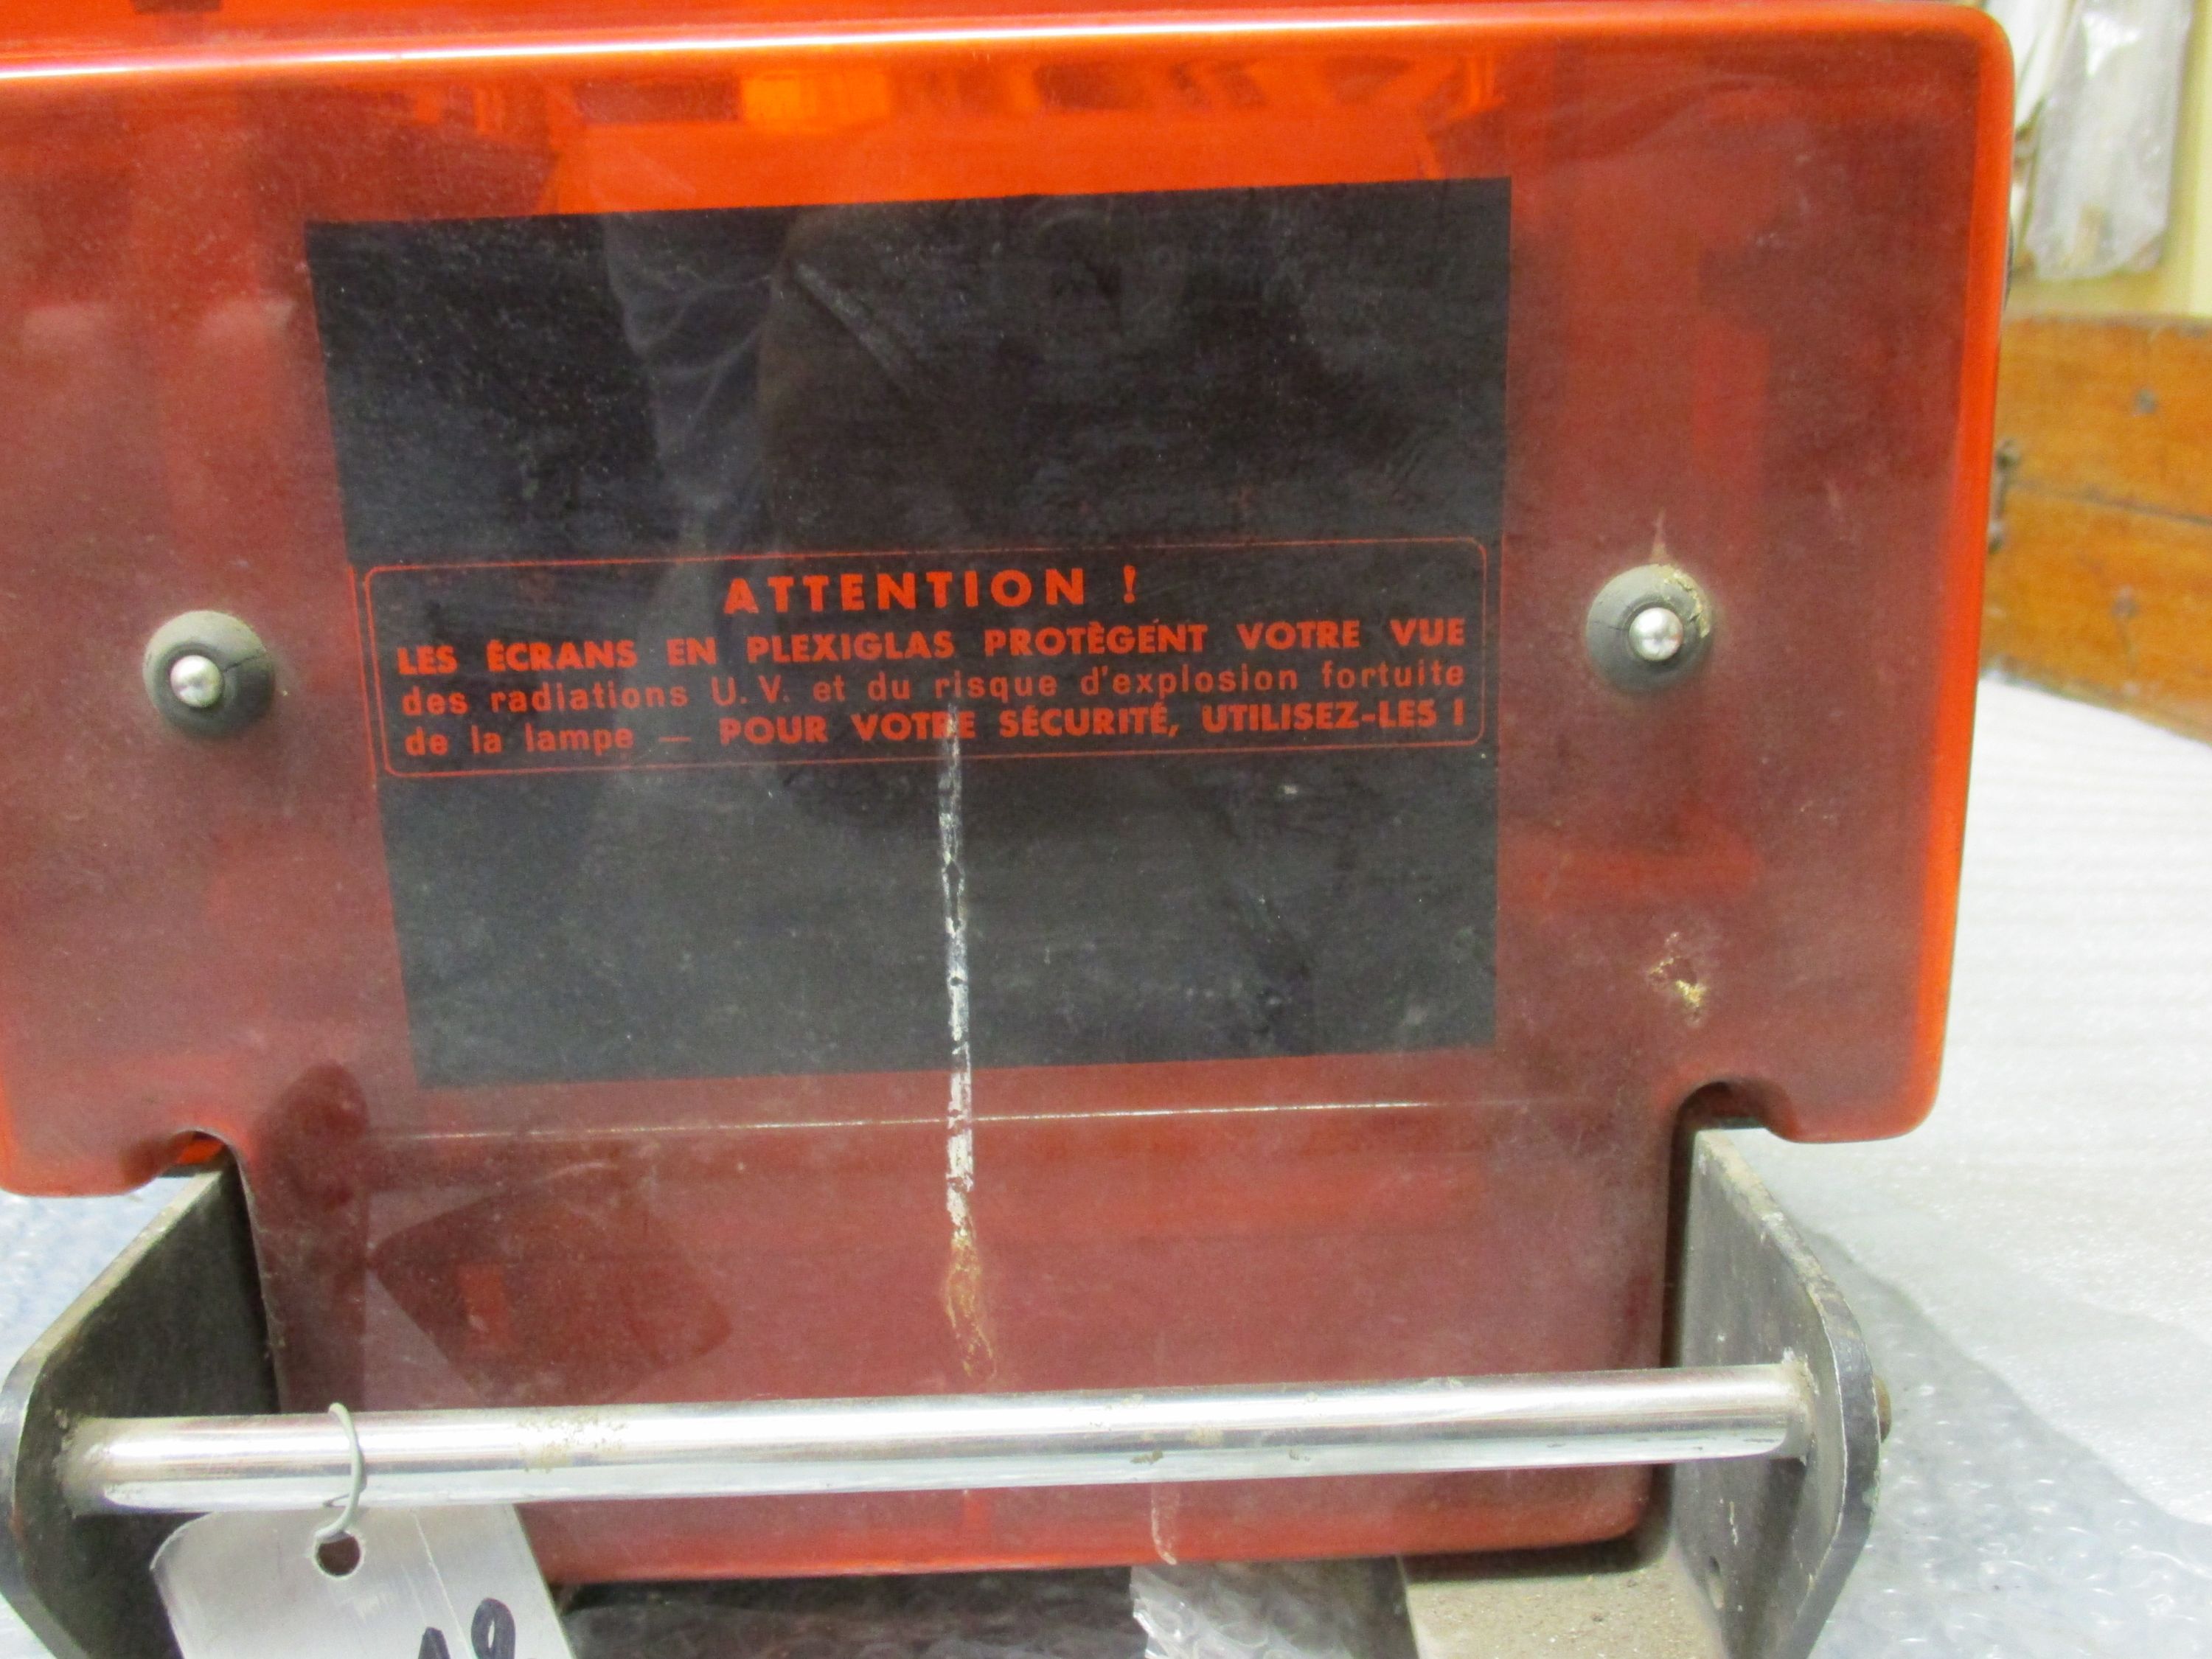 ATTENTION !
LES ÉCRANS EN PLEXIGLAS PROTÈGENT VOTRE VUE
des radiations U.V. et du risque d'explosion fortuite
de la lampe — POUR VOTRE SÉCURITÉ, UTILISEZ-LES !